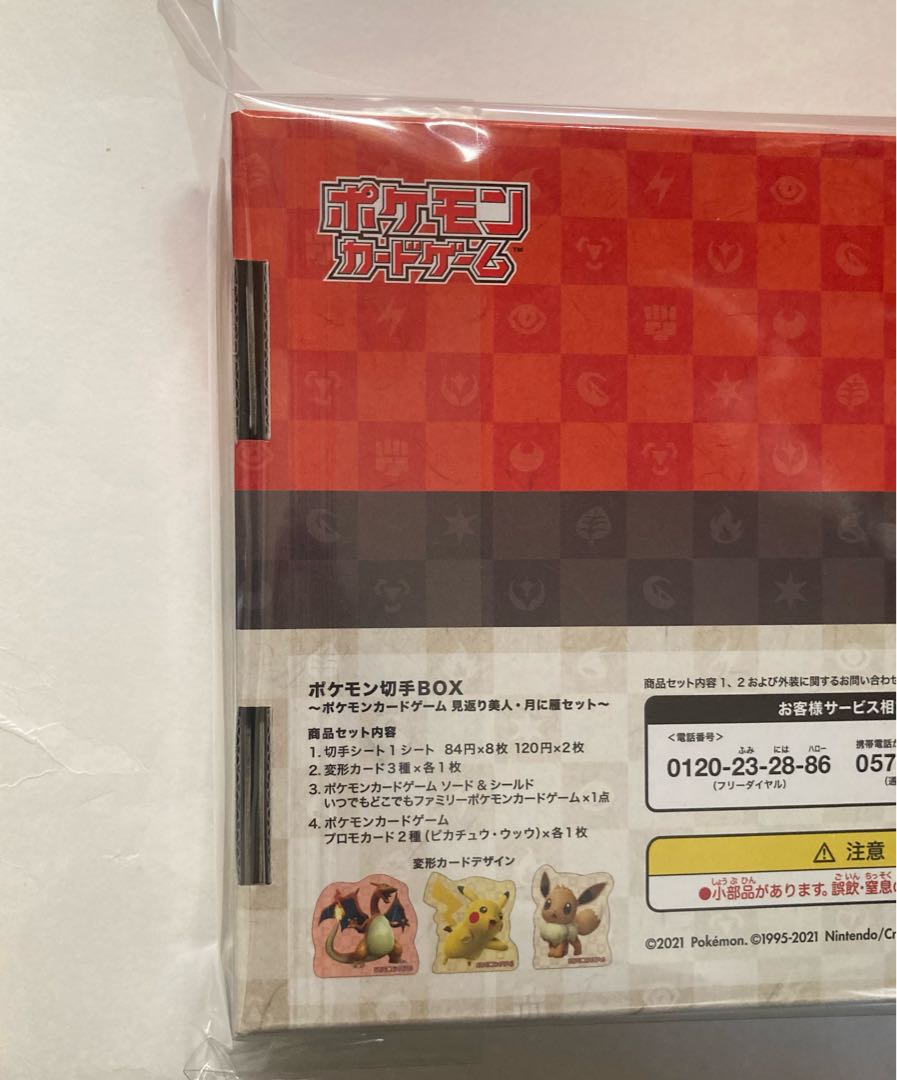 ポケモン
カードゲーム™
ポケモン切手BOX
～ポケモンカードゲーム 見返り美人・月に雁セット～
商品セット内容
1. 切手シート1シート 84円×8枚 120円×2枚
2. 変形カード3種×各1枚
3. ポケモンカードゲーム ソード＆シールド
いつでもどこでもファミリーポケモンカードゲーム×1点
4. ポケモンカードゲーム
プロモカード2種（ピカチュウ・ウッウ）×各1枚
変形カードデザイン
商品セット内容 1、2 および外装に関するお問い合わせ
お客様サービス相
＜電話番号＞
ふみ には ハロー
0120-23-28-86
(フリーダイヤル)
携帯電話か
057
(通
⚠ 注意
しょうぶひん ごいん ちっそく
●小部品があります。誤飲・窒息の
©2021 Pokémon. ©1995-2021 Nintendo/Cr